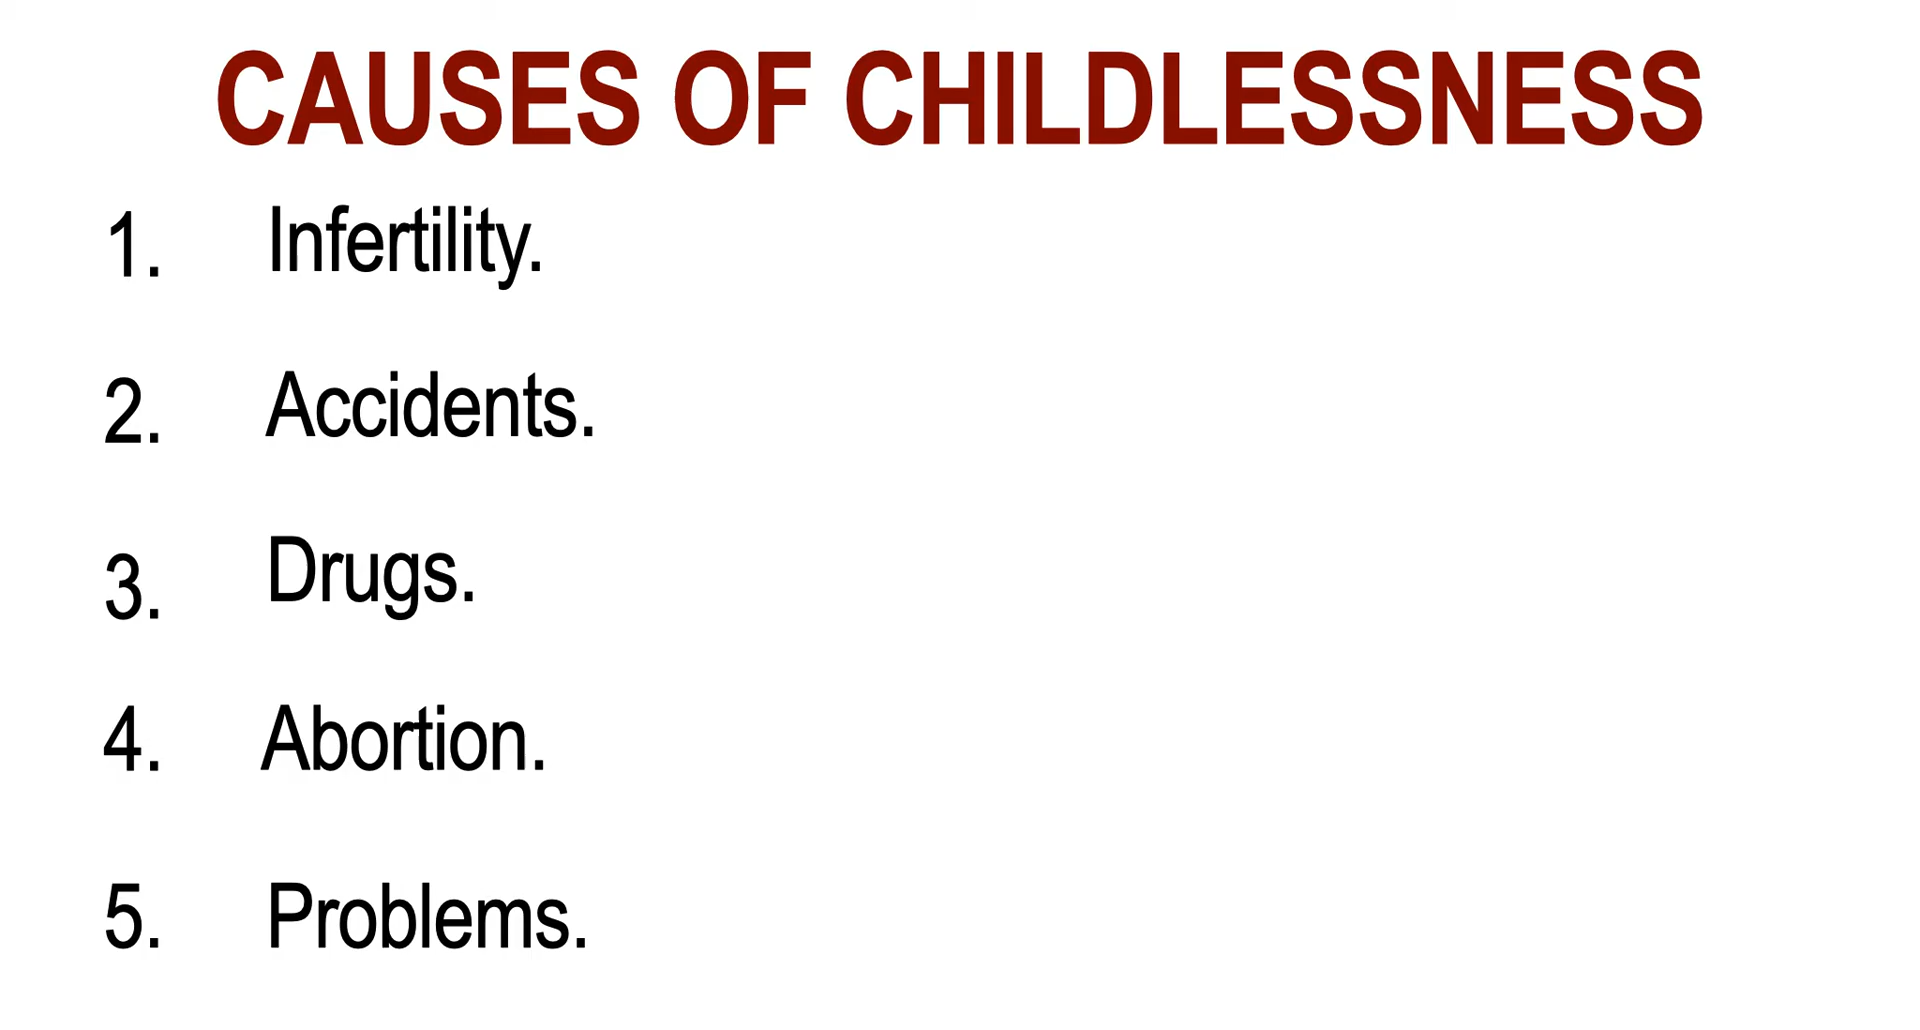 CAUSES OF CHILDLESSNESS
1. Infertility.
2. Accidents.
3. Drugs.
4. Abortion.
5. Problems.